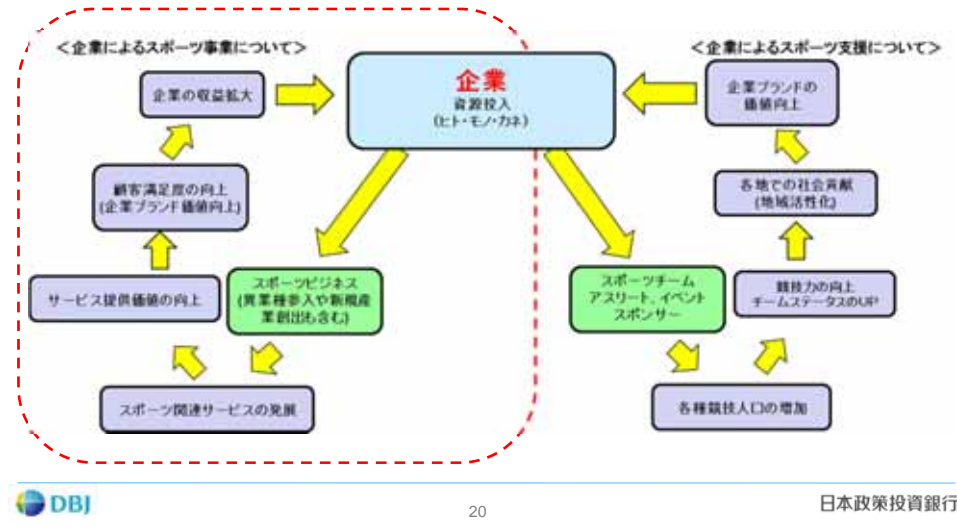 ＜企業によるスポーツ事業について＞
＜企業によるスポーツ支援について＞
企業
資源投入
(ヒト・モノ・カネ)
企業の収益拡大
企業ブランドの
価値向上
顧客満足度の向上
(企業ブランド価値向上)
各地での社会貢献
(地域活性化)
サービス提供価値の向上
スポーツビジネス
(異業種参入や新規産
業創出も含む)
スポーツチーム
アスリート、イベント
スポンサー
競技力の向上
チームステータスのUP
スポーツ関連サービスの発展
各種競技人口の増加
DBJ
20
日本政策投資銀行